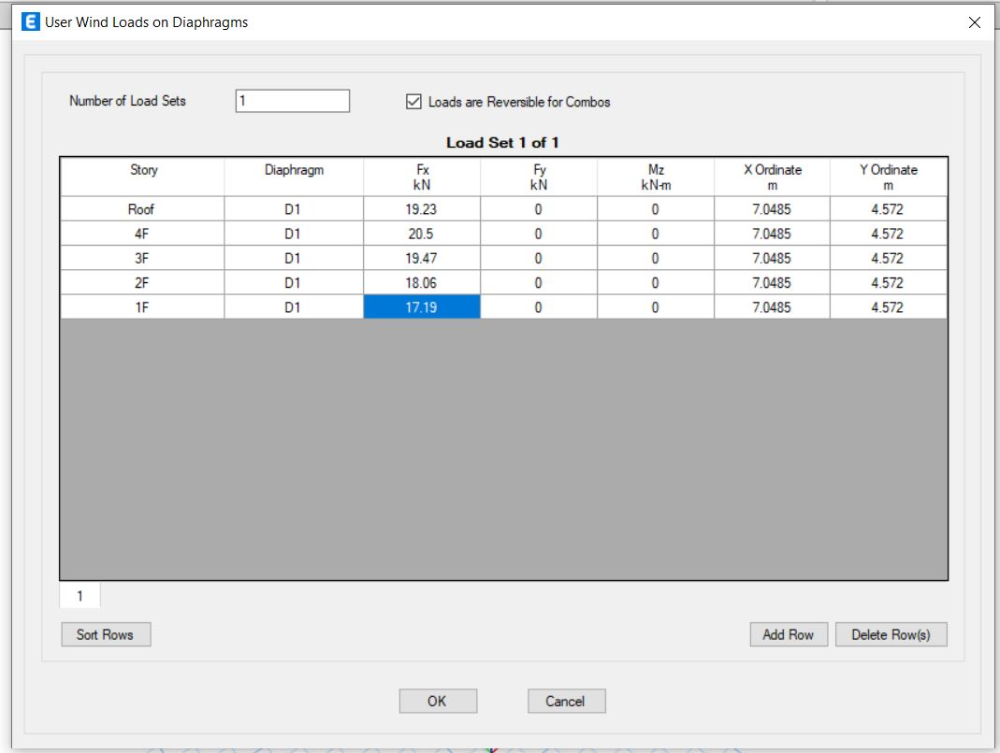 E User Wind Loads on Diaphragms
Number of Load Sets 1 Loads are Reversible for Combos
Load Set 1 of 1
Story Diaphragm Fx Fy Mz X Ordinate Y Ordinate
kN kN kN-m m m
Roof D1 19.23 0 0 7.0485 4.572
4F D1 20.5 0 0 7.0485 4.572
3F D1 19.47 0 0 7.0485 4.572
2F D1 18.06 0 0 7.0485 4.572
1F D1 17.19 0 0 7.0485 4.572
1
Sort Rows Add Row Delete Row(s)
OK Cancel